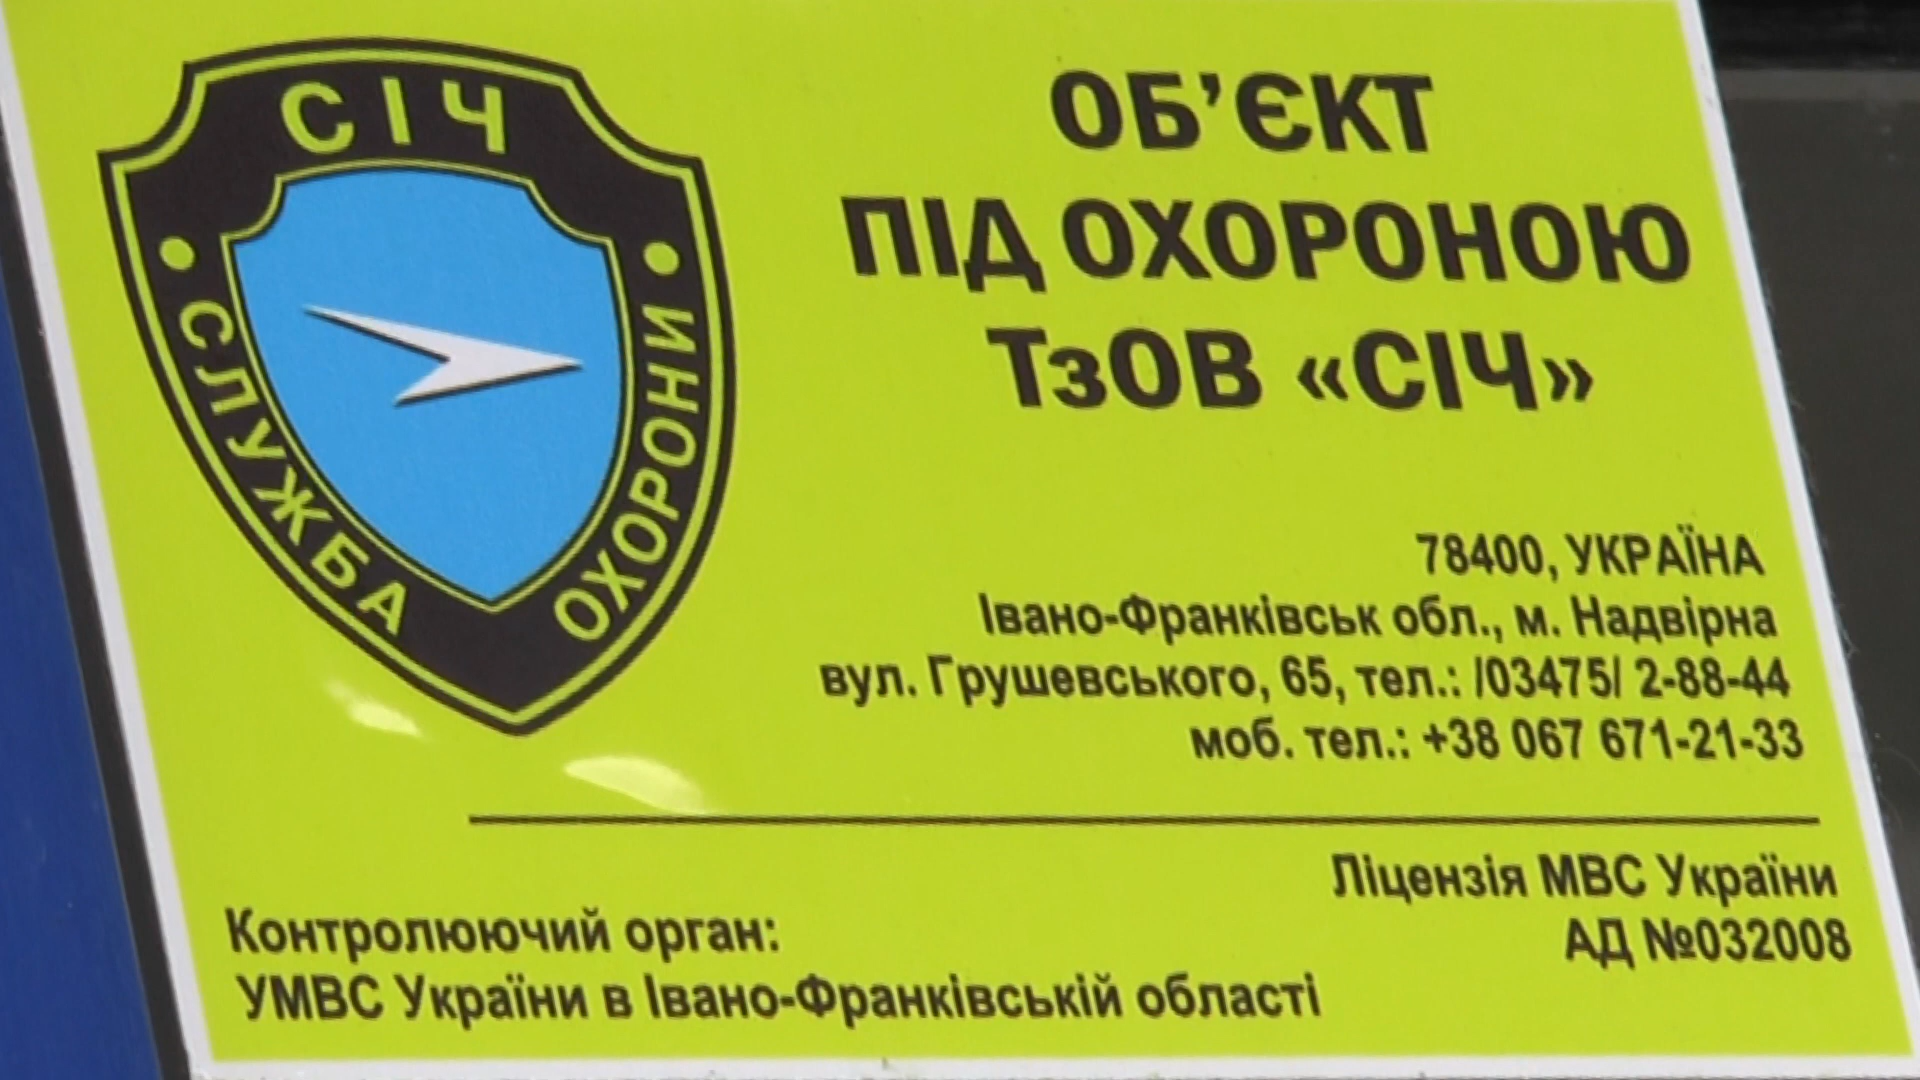 СІЧ
• СЛУЖБА ОХОРОНИ •
ОБ’ЄКТ
ПІД ОХОРОНОЮ
ТзОВ «СІЧ»
78400, УКРАЇНА
Івано-Франківськ обл., м. Надвірна
вул. Грушевського, 65, тел.: /03475/ 2-88-44
моб. тел.: +38 067 671-21-33
Ліцензія МВС України
АД №032008
Контролюючий орган:
УМВС України в Івано-Франківській області